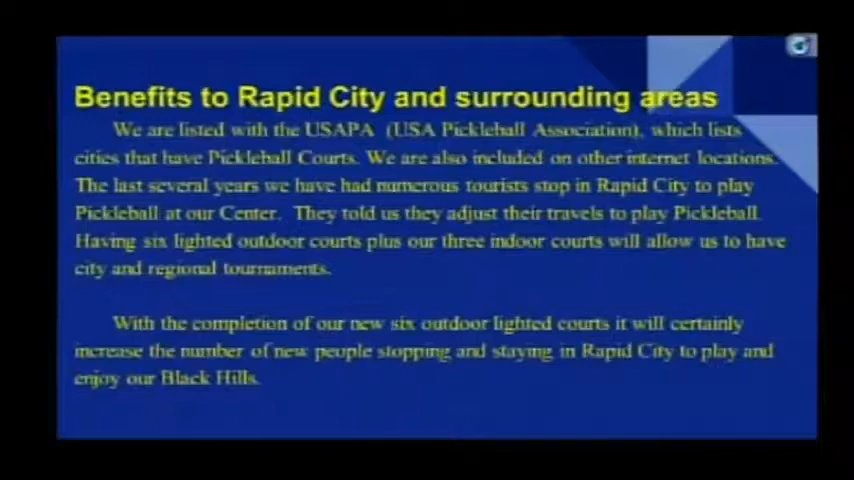 Benefits to Rapid City and surrounding areas
We are listed with the USAPA (USA Pickleball Association), which lists
cities that have Pickleball Courts. We are also included on other internet locations.
The last several years we have had numerous tourists stop in Rapid City to play
Pickleball at our Center. They told us they adjust their travels to play Pickleball.
Having six lighted outdoor courts plus our three indoor courts will allow us to have
city and regional tournaments.
With the completion of our new six outdoor lighted courts it will certainly
increase the number of new people stopping and staying in Rapid City to play and
enjoy our Black Hills.